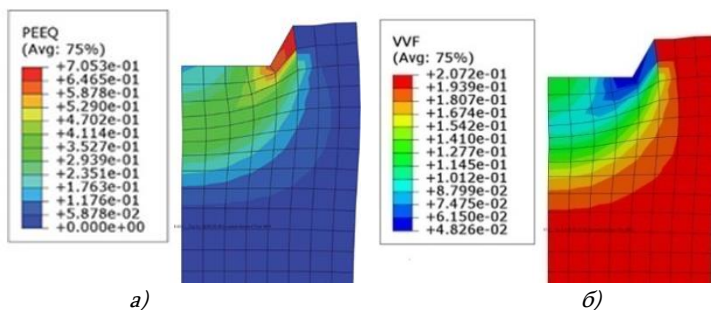 PEEQ
(Avg: 75%)
+7.053e-01
+6.465e-01
+5.878e-01
+5.290e-01
+4.702e-01
+4.114e-01
+3.527e-01
+2.939e-01
+2.351e-01
+1.763e-01
+1.176e-01
+5.878e-02
+0.000e+00
VVF
(Avg: 75%)
+2.072e-01
+1.939e-01
+1.807e-01
+1.674e-01
+1.542e-01
+1.410e-01
+1.277e-01
+1.145e-01
+1.012e-01
+8.799e-02
+7.475e-02
+6.150e-02
+4.826e-02
а)
б)